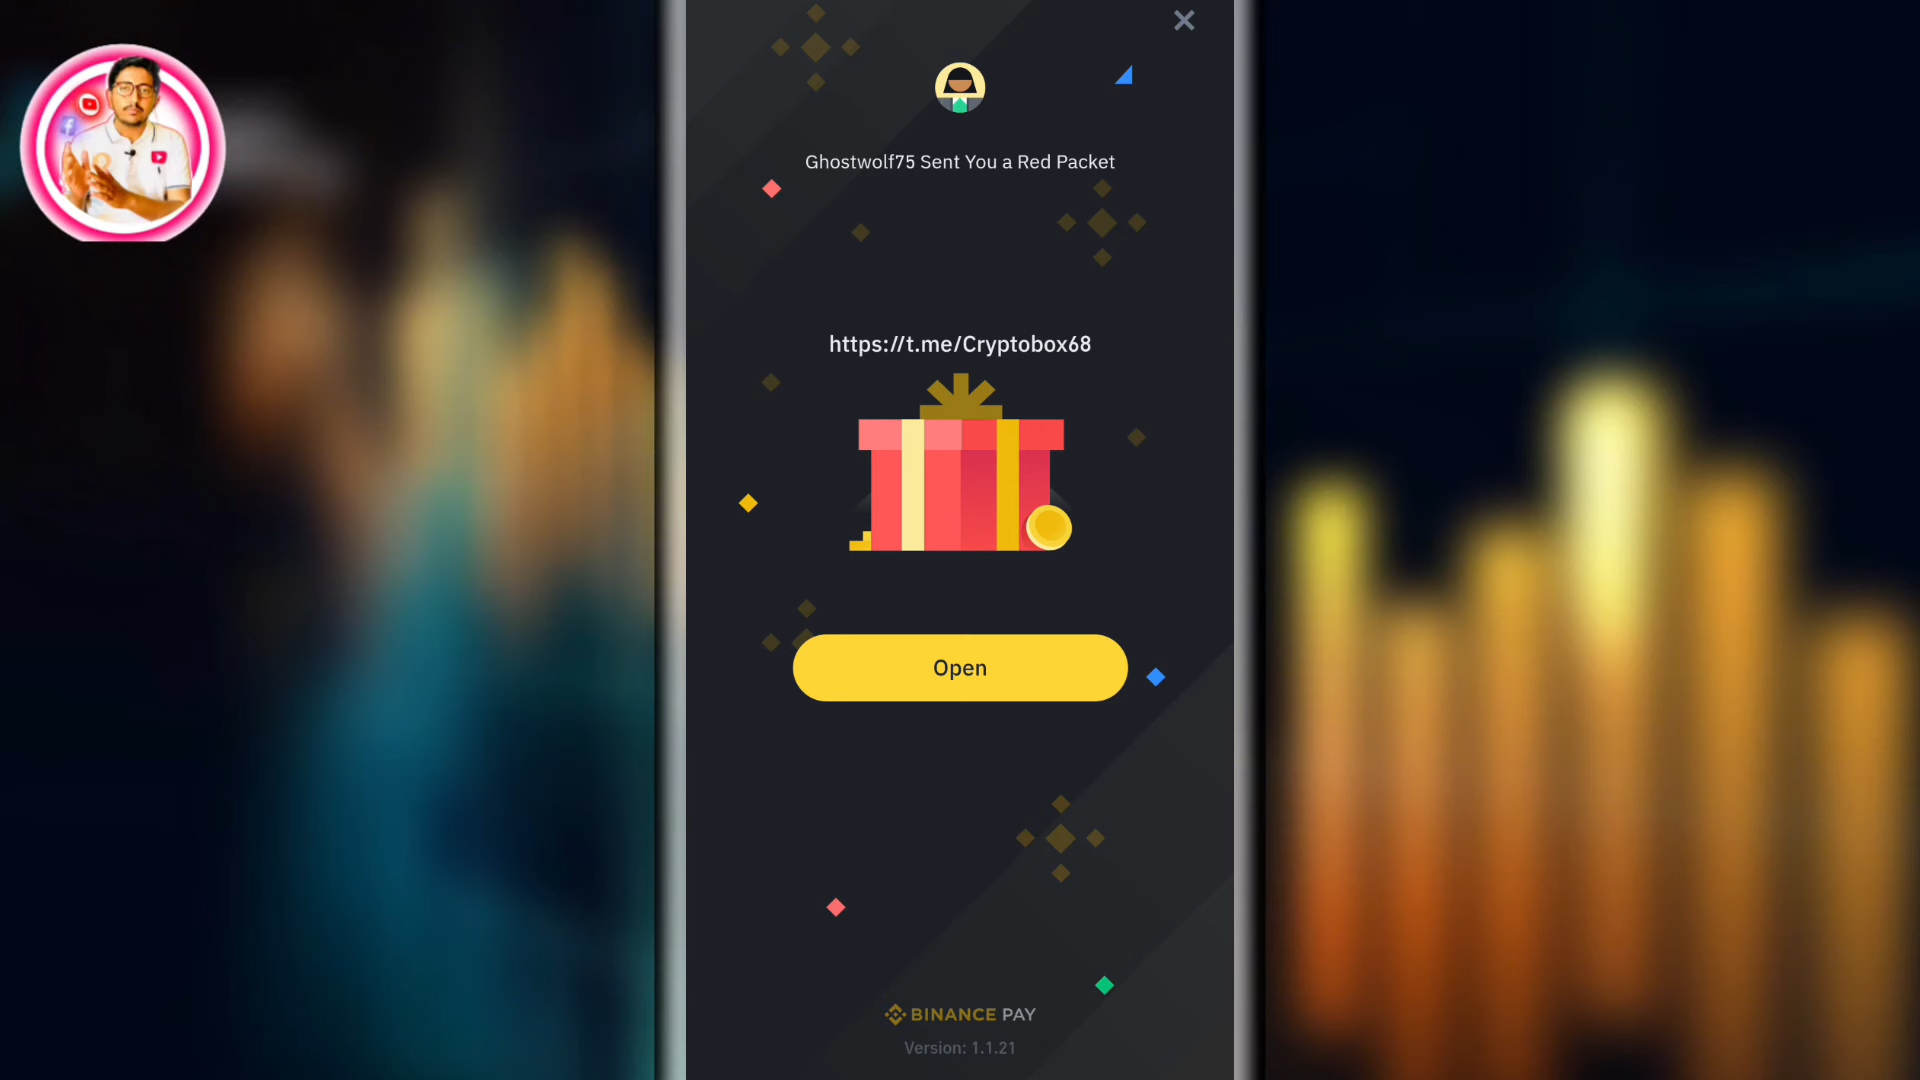 Ghostwolf75 Sent You a Red Packet
https://t.me/Cryptobox68
Open
BINANCE PAY
Version: 1.1.21